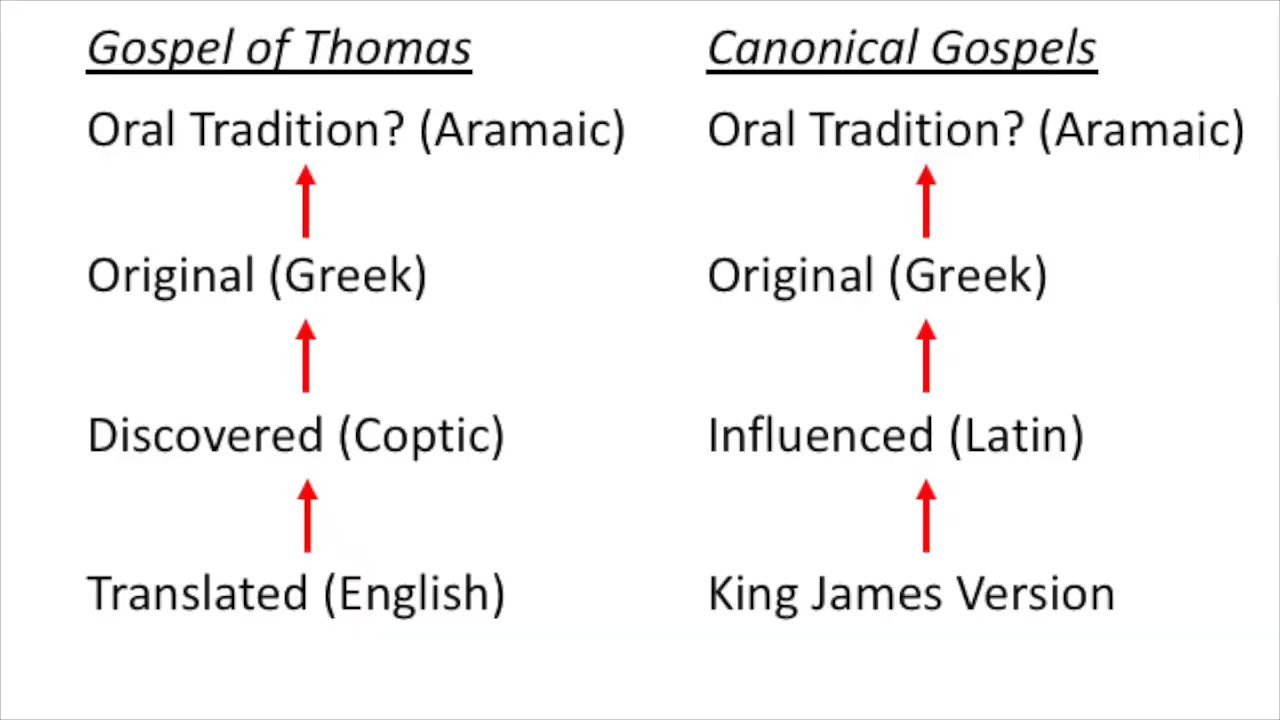 Gospel of Thomas
Oral Tradition? (Aramaic)
Original (Greek)
Discovered (Coptic)
Translated (English)
Canonical Gospels
Oral Tradition? (Aramaic)
Original (Greek)
Influenced (Latin)
King James Version